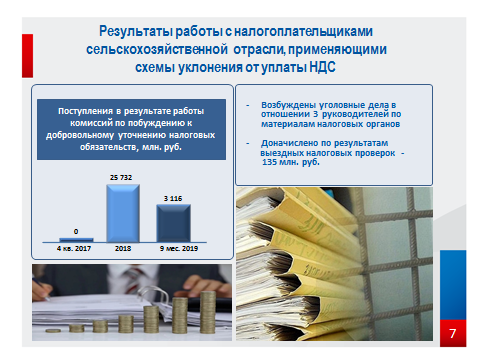 Результаты работы с налогоплательщиками
сельскохозяйственной отрасли, применяющими
схемы уклонения от уплаты НДС
Поступления в результате работы
комиссий по побуждению к
добровольному уточнению налоговых
обязательств, млн. руб.
25 732
3 116
0
4 кв. 2017
2018
9 мес. 2019
- Возбуждены уголовные дела в
отношении 3 руководителей по
материалам налоговых органов
- Доначислено по результатам
выездных налоговых проверок -
135 млн. руб.
7